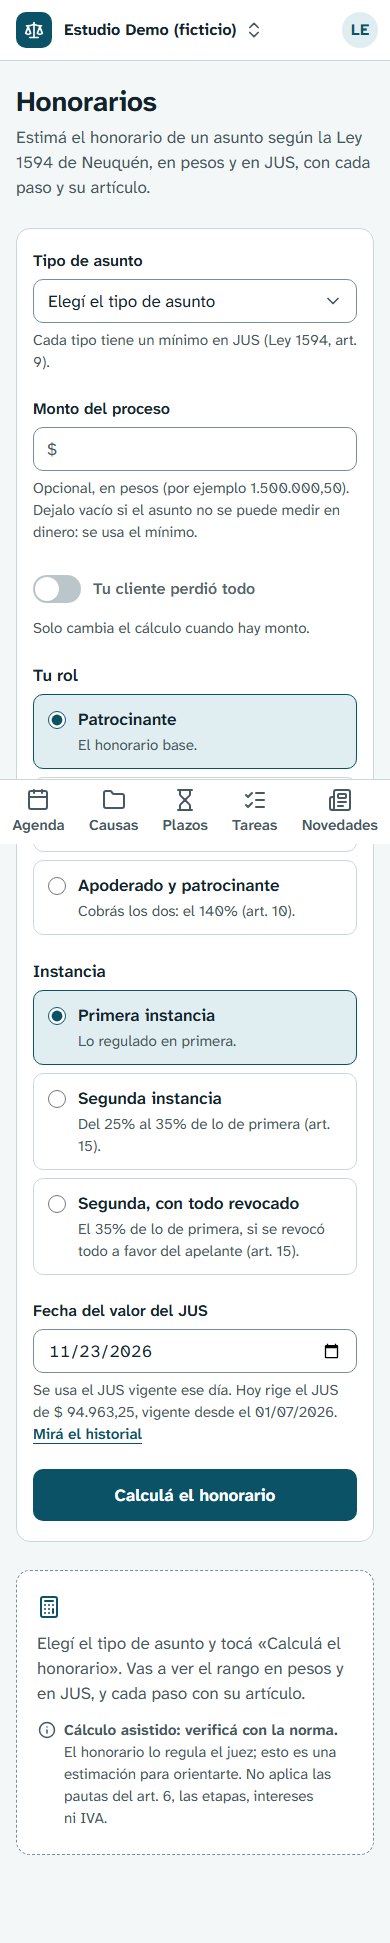 Estudio Demo (ficticio)
LE
Honorarios
Estimá el honorario de un asunto según la Ley
1594 de Neuquén, en pesos y en JUS, con cada
paso y su artículo.
Tipo de asunto
Elegí el tipo de asunto
Cada tipo tiene un mínimo en JUS (Ley 1594, art.
9).
Monto del proceso
$
Opcional, en pesos (por ejemplo 1.500.000,50).
Dejalo vacío si el asunto no se puede medir en
dinero: se usa el mínimo.
Tu cliente perdió todo
Solo cambia el cálculo cuando hay monto.
Tu rol
Patrocinante
El honorario base.
Agenda Causas Plazos Tareas Novedades
Apoderado y patrocinante
Cobrás los dos: el 140% (art. 10).
Instancia
Primera instancia
Lo regulado en primera.
Segunda instancia
Del 25% al 35% de lo de primera (art.
15).
Segunda, con todo revocado
El 35% de lo de primera, si se revocó
todo a favor del apelante (art. 15).
Fecha del valor del JUS
11/23/2026
Se usa el JUS vigente ese día. Hoy rige el JUS
de $ 94.963,25, vigente desde el 01/07/2026.
Mirá el historial
Calculá el honorario
Elegí el tipo de asunto y tocá «Calculá el
honorario». Vas a ver el rango en pesos y
en JUS, y cada paso con su artículo.
Cálculo asistido: verificá con la norma.
El honorario lo regula el juez; esto es una
estimación para orientarte. No aplica las
pautas del art. 6, las etapas, intereses
ni IVA.